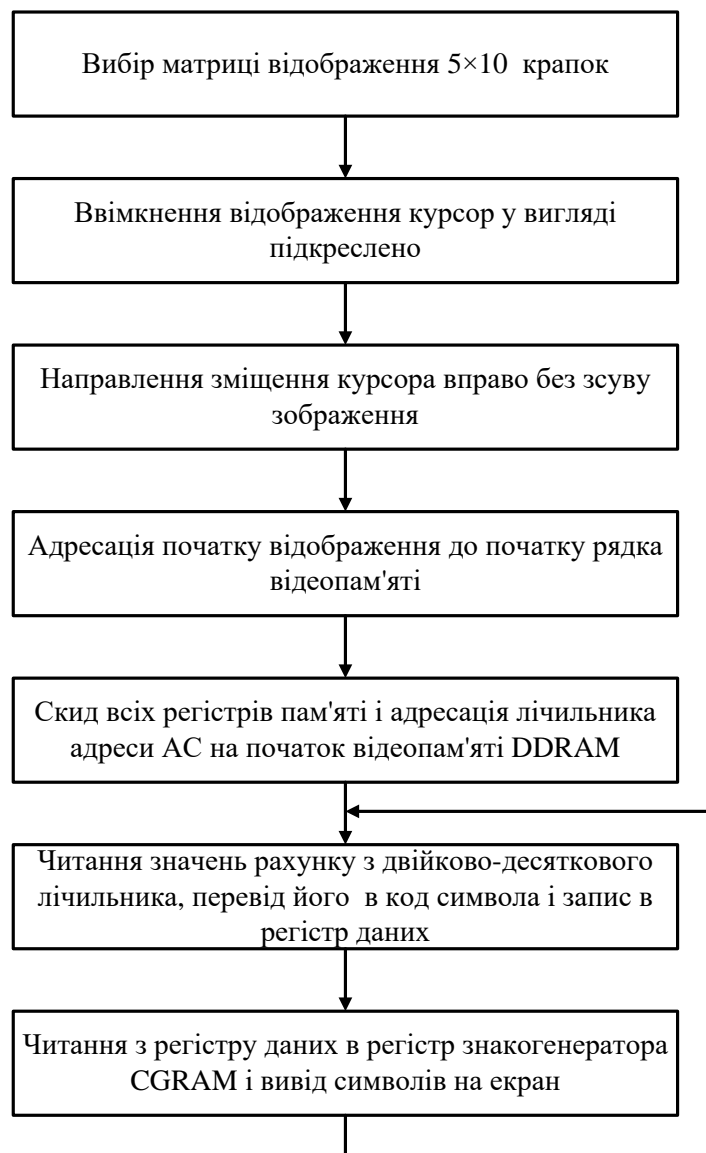 Вибір матриці відображення 5×10 крапок
Ввімкнення відображення курсор у вигляді
підкреслено
Направлення зміщення курсора вправо без зсуву
зображення
Адресація початку відображення до початку рядка
відеопам'яті
Скид всіх регістрів пам'яті і адресація лічильника
адреси АС на початок відеопам'яті DDRAM
Читання значень рахунку з двійково-десяткового
лічильника, перевід його в код символа і запис в
регістр даних
Читання з регістру даних в регістр знакогенератора
CGRAM і вивід символів на екран